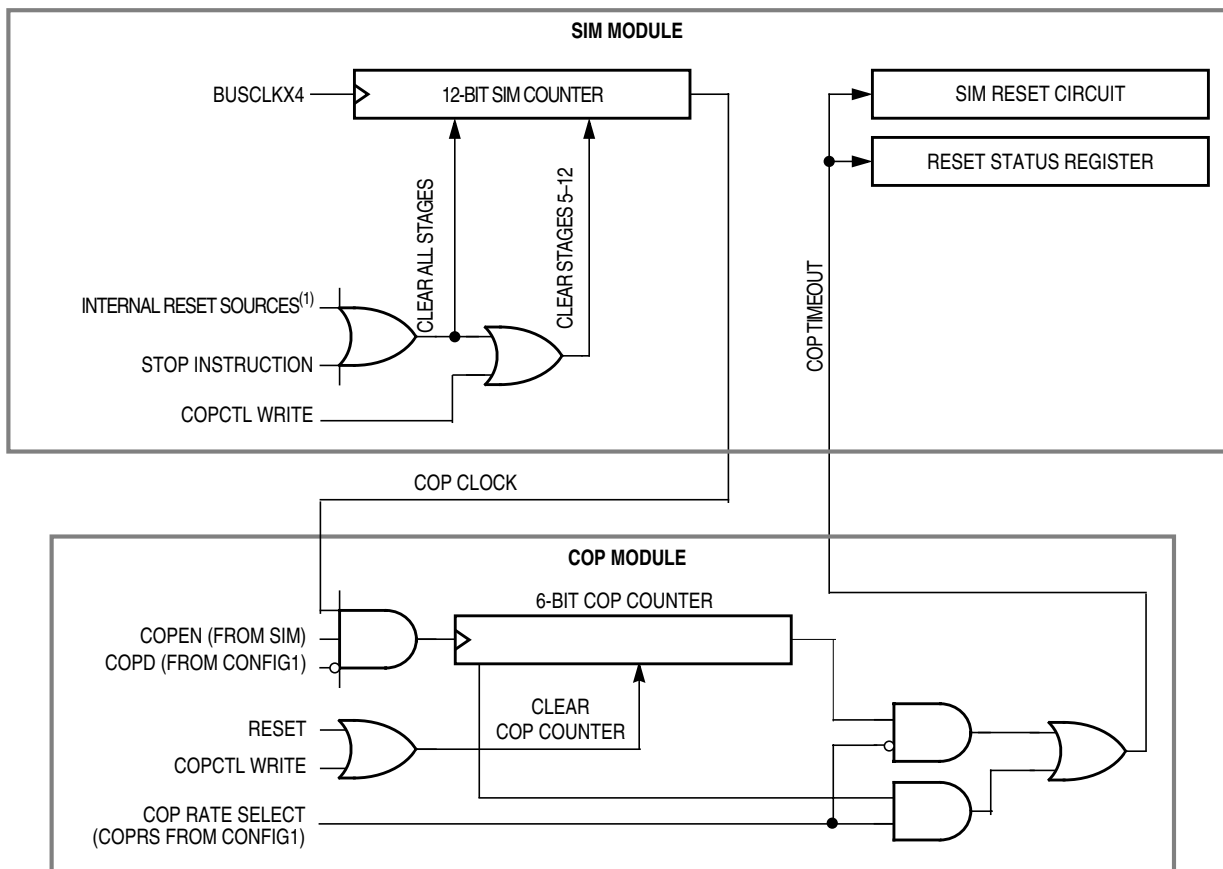 SIM MODULE
BUSCLKX4
12-BIT SIM COUNTER
SIM RESET CIRCUIT
RESET STATUS REGISTER
CLEAR ALL STAGES
CLEAR STAGES 5–12
INTERNAL RESET SOURCES(1)
STOP INSTRUCTION
COPCTL WRITE
COP TIMEOUT
COP CLOCK
COP MODULE
6-BIT COP COUNTER
COPEN (FROM SIM)
COPD (FROM CONFIG1)
CLEAR
COP COUNTER
RESET
COPCTL WRITE
COP RATE SELECT
(COPRS FROM CONFIG1)